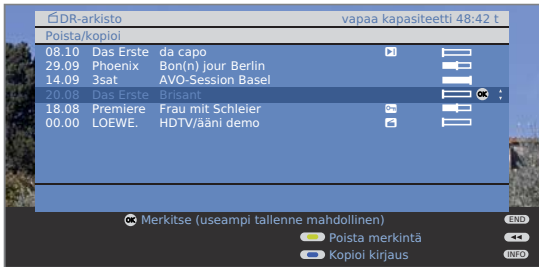 DR-arkisto vapaa kapasiteetti 48:42 t
Poista/kopioi
08.10 Das Erste da capo
29.09 Phoenix Bon(n) jour Berlin
14.09 3sat AVO-Session Basel
20.08 Das Erste Brisant OK
18.08 Premiere Frau mit Schleier
00.00 LOEWE. HDTV/ääni demo
OK Merkitse (useampi tallenne mahdollinen) END
Poista merkintä
Kopioi kirjaus INFO